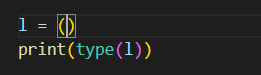 l = ()
print(type(l))